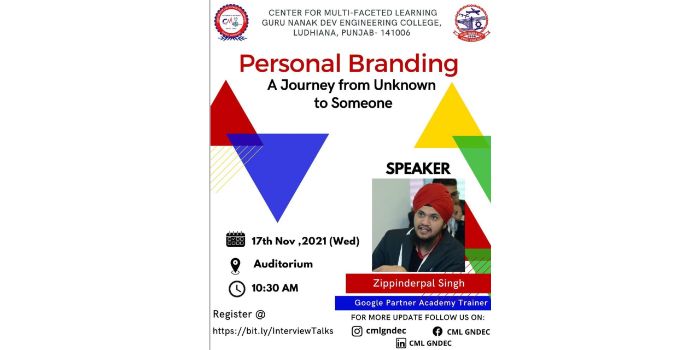 CENTER FOR MULTI-FACETED LEARNING
GURU NANAK DEV ENGINEERING COLLEGE,
LUDHIANA, PUNJAB- 141006
Personal Branding
A Journey from Unknown
to Someone
SPEAKER
17th Nov ,2021 (Wed)
Auditorium
10:30 AM
Zippinderpal Singh
Google Partner Academy Trainer
Register @
https://bit.ly/InterviewTalks
FOR MORE UPDATE FOLLOW US ON:
cmlgndec
CML GNDEC
CML GNDEC